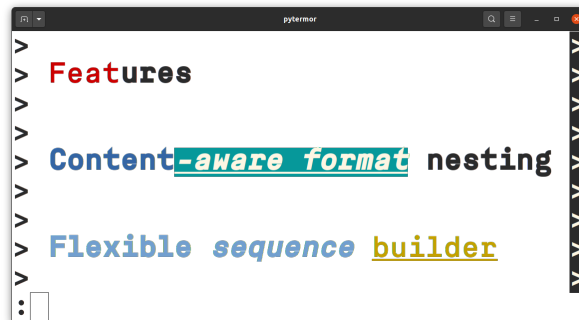 pytermor
>
> Features
>
>
> Content-aware format nesting
>
>
> Flexible sequence builder
>
: